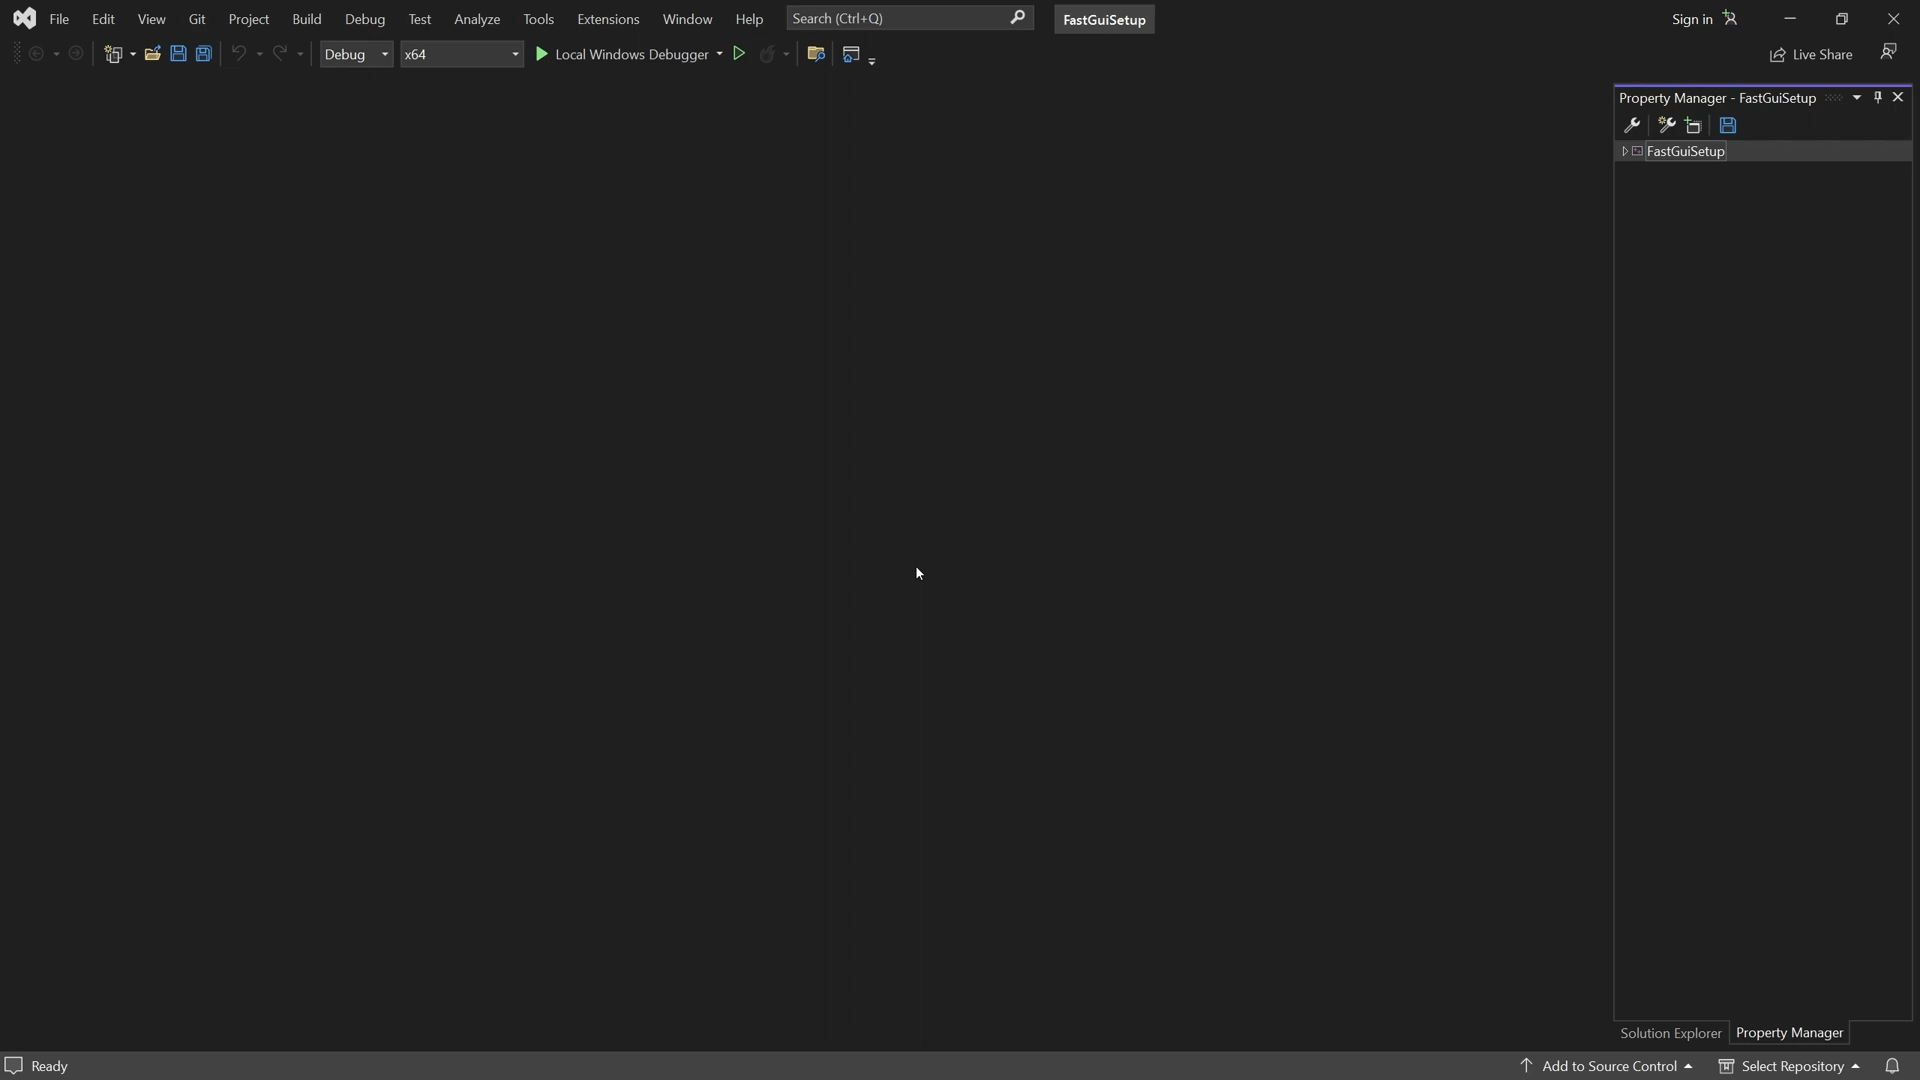 File Edit View Git Project Build Debug Test Analyze Tools Extensions Window Help Search (Ctrl+Q) FastGuiSetup Sign in
Debug x64 Local Windows Debugger Live Share
Property Manager - FastGuiSetup
FastGuiSetup
Solution Explorer Property Manager
Ready Add to Source Control Select Repository